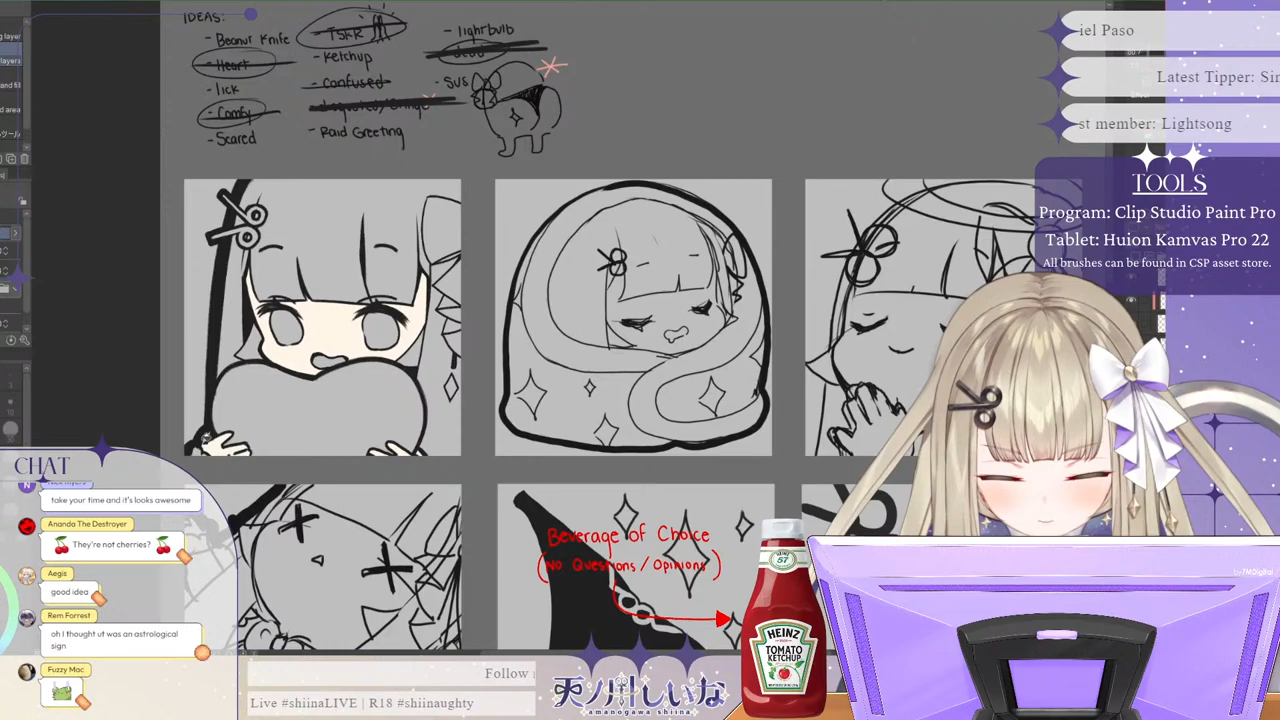 IDEAS:
- Beanur Knife
- Heart
- lick
- Comfy
- Scared
- TSKR
- Ketchup
- Confused
- Raid Greeting
- lightbulb
- SUS
iel Paso
Latest Tipper: Sir
st member: Lightsong
TOOLS
Program: Clip Studio Paint Pro
Tablet: Huion Kamvas Pro 22
All brushes can be found in CSP asset store.
CHAT
take your time and it's looks awesome
Ananda The Destroyer
They're not cherries?
Aegis
good idea
Rem Forrest
oh I thought ut was an astrological
sign
Fuzzy Mac
Beverage of Choice
(No Questions/Opinions)
57
HEINZ
TOMATO
KETCHUP
Follow
Live #shiinaLIVE | R18 #shiinaughty
天ノ川しいな
amanogawa shiina
by TMDigital